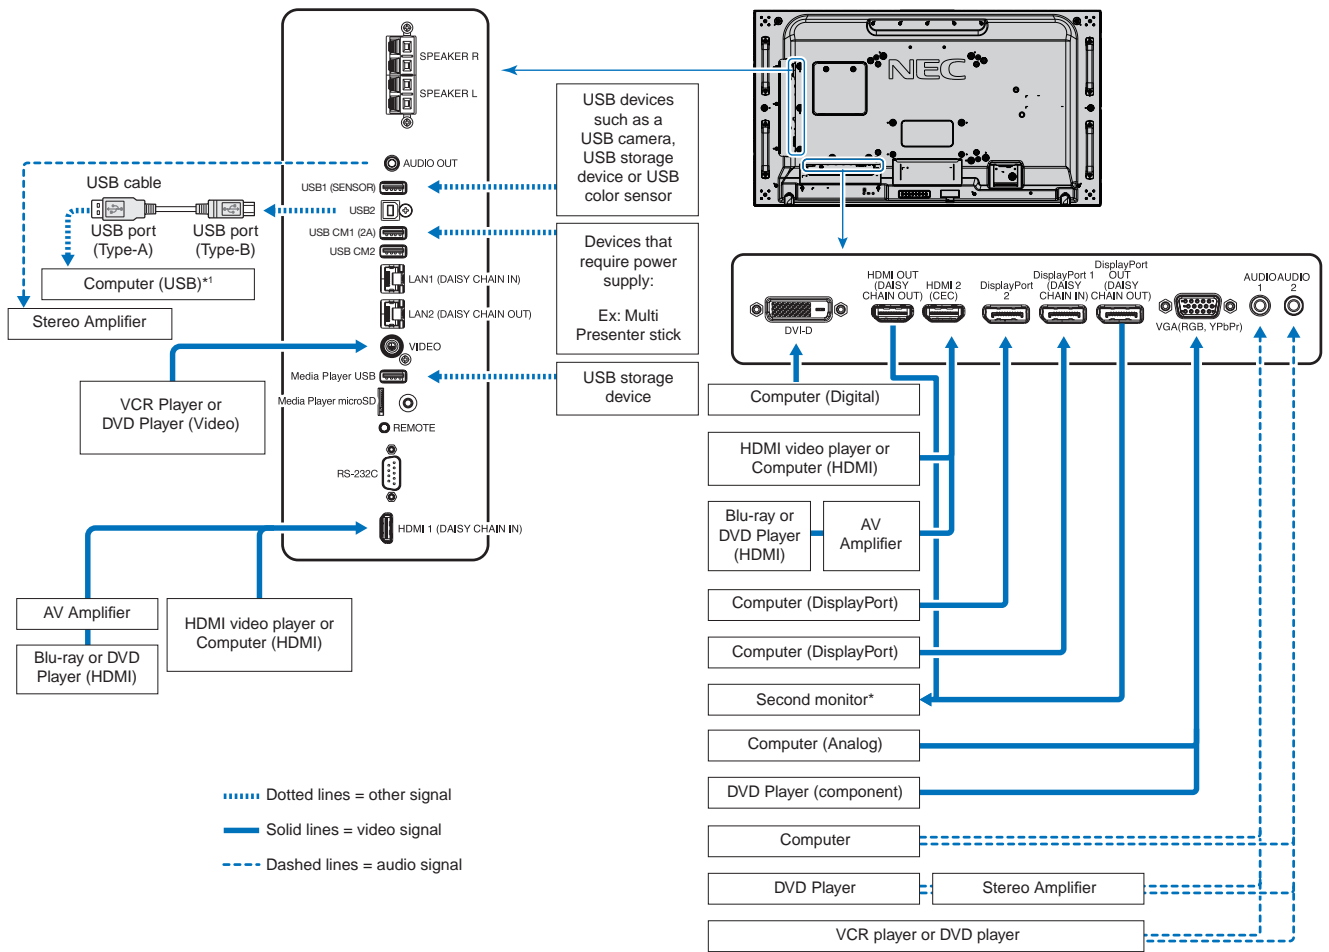 SPEAKER R
SPEAKER L
AUDIO OUT
USB1 (SENSOR)
USB2
USB CM1 (2A)
USB CM2
LAN1 (DAISY CHAIN IN)
LAN2 (DAISY CHAIN OUT)
VIDEO
Media Player USB
Media Player microSD
REMOTE
RS-232C
HDMI 1 (DAISY CHAIN IN)
USB cable
USB port
(Type-A)
USB port
(Type-B)
Computer (USB)*1
Stereo Amplifier
VCR Player or
DVD Player (Video)
AV Amplifier
Blu-ray or DVD
Player (HDMI)
HDMI video player or
Computer (HDMI)
USB devices
such as a
USB camera,
USB storage
device or USB
color sensor
Devices that
require power
supply:
Ex: Multi
Presenter stick
USB storage
device
NEC
DVI-D
HDMI OUT
(DAISY
CHAIN OUT)
HDMI 2
(CEC)
DisplayPort
2
DisplayPort 1
(DAISY
CHAIN IN)
DisplayPort
OUT
(DAISY
CHAIN OUT)
VGA(RGB, YPbPr)
AUDIO
1
AUDIO
2
Computer (Digital)
HDMI video player or
Computer (HDMI)
Blu-ray or
DVD Player
(HDMI)
AV
Amplifier
Computer (DisplayPort)
Computer (DisplayPort)
Second monitor*
Computer (Analog)
DVD Player (component)
Computer
DVD Player
Stereo Amplifier
VCR player or DVD player
Dotted lines = other signal
Solid lines = video signal
Dashed lines = audio signal